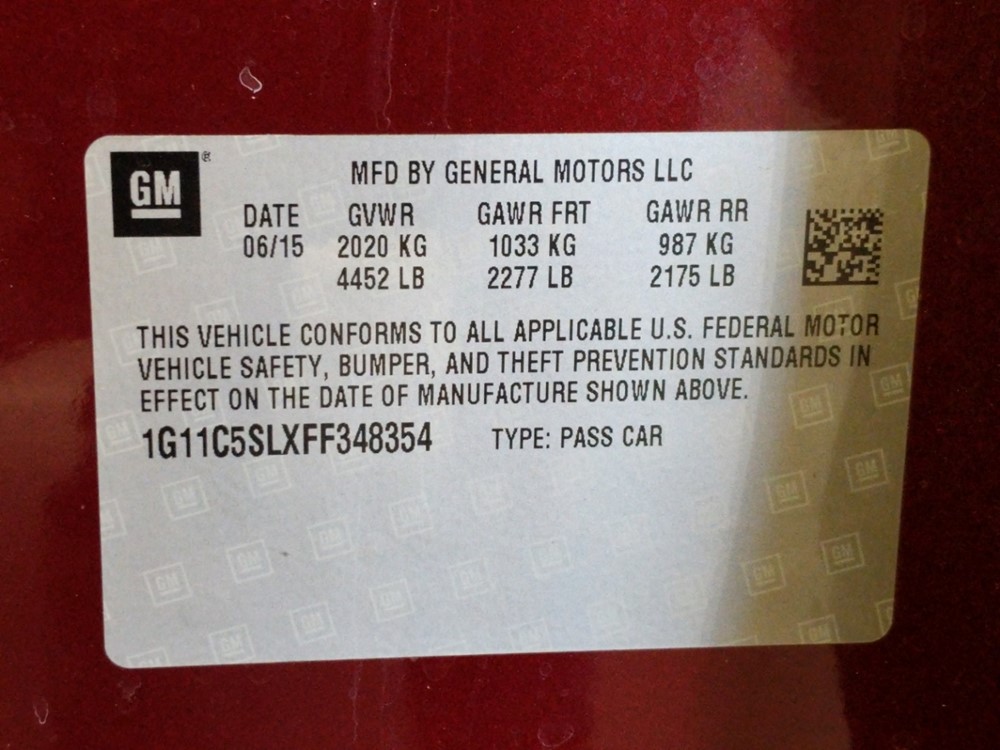 GM®
MFD BY GENERAL MOTORS LLC
DATE GVWR GAWR FRT GAWR RR
06/15 2020 KG 1033 KG 987 KG
4452 LB 2277 LB 2175 LB
THIS VEHICLE CONFORMS TO ALL APPLICABLE U.S. FEDERAL MOTOR
VEHICLE SAFETY, BUMPER, AND THEFT PREVENTION STANDARDS IN
EFFECT ON THE DATE OF MANUFACTURE SHOWN ABOVE.
1G11C5SLXFF348354 TYPE: PASS CAR